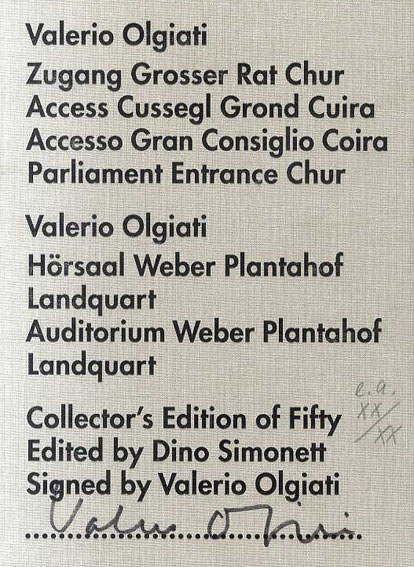 Valerio Olgiati
Zugang Grosser Rat Chur
Access Cussegl Grond Cuira
Accesso Gran Consiglio Coira
Parliament Entrance Chur
Valerio Olgiati
Hörsaal Weber Plantahof
Landquart
Auditorium Weber Plantahof
Landquart
e.a.
XX/
/XX
Collector's Edition of Fifty
Edited by Dino Simonett
Signed by Valerio Olgiati
Valerio Olgiati